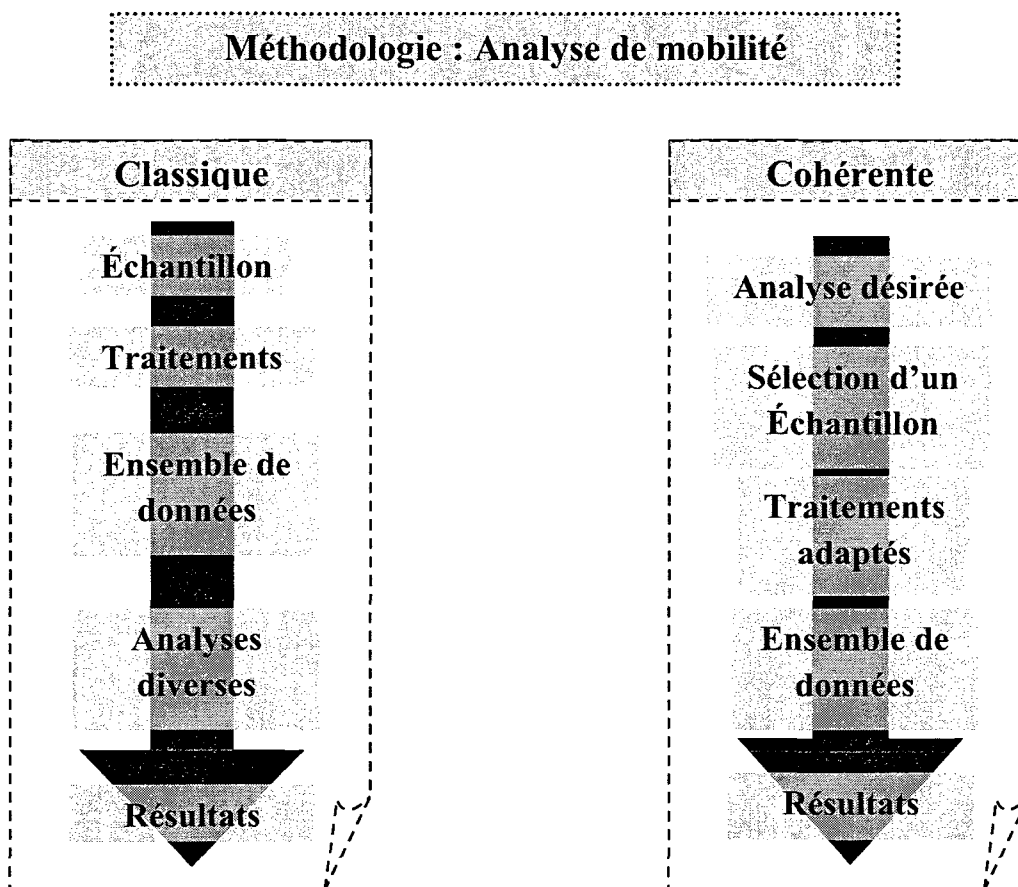 Méthodologie : Analyse de mobilité
Classique
Échantillon
Traitements
Ensemble de
données
Analyses
diverses
Résultats
Cohérente
Analyse désirée
Sélection d'un
Échantillon
Traitements
adaptés
Ensemble de
données
Résultats